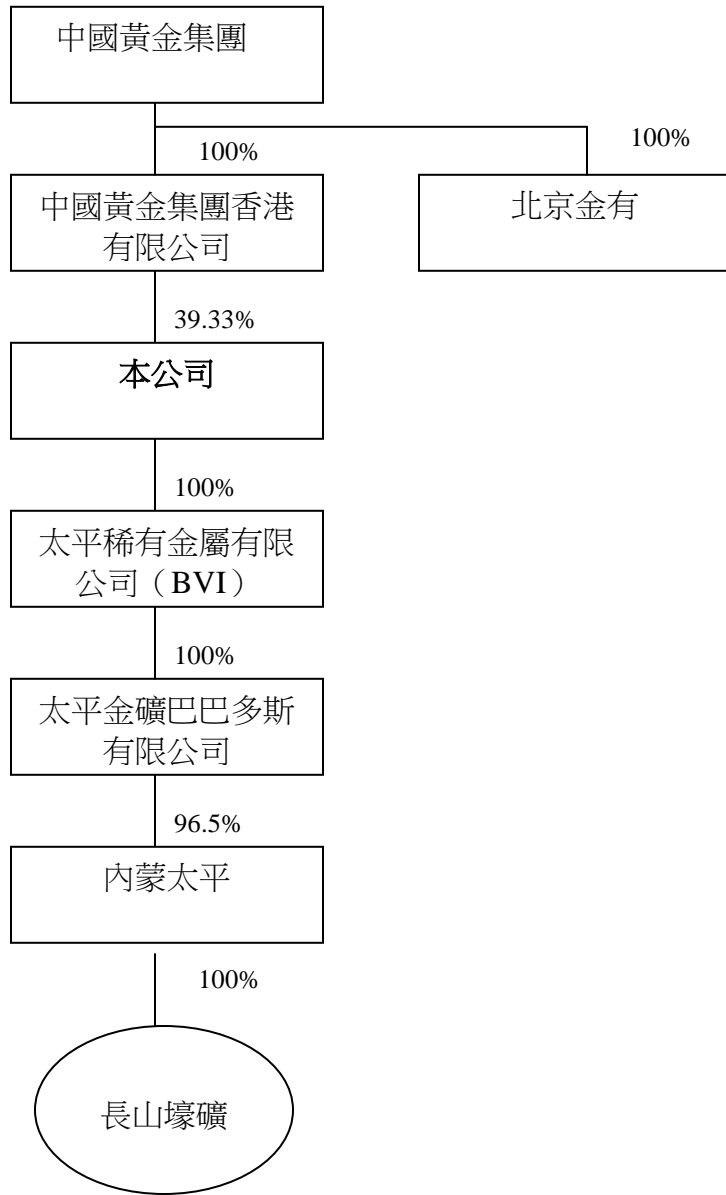 中國黃金集團
100%
100%
中國黃金集團香港
有限公司
北京金有
39.33%
本公司
100%
太平稀有金屬有限
公司（BVI）
100%
太平金礦巴巴多斯
有限公司
96.5%
內蒙太平
100%
長山壕礦